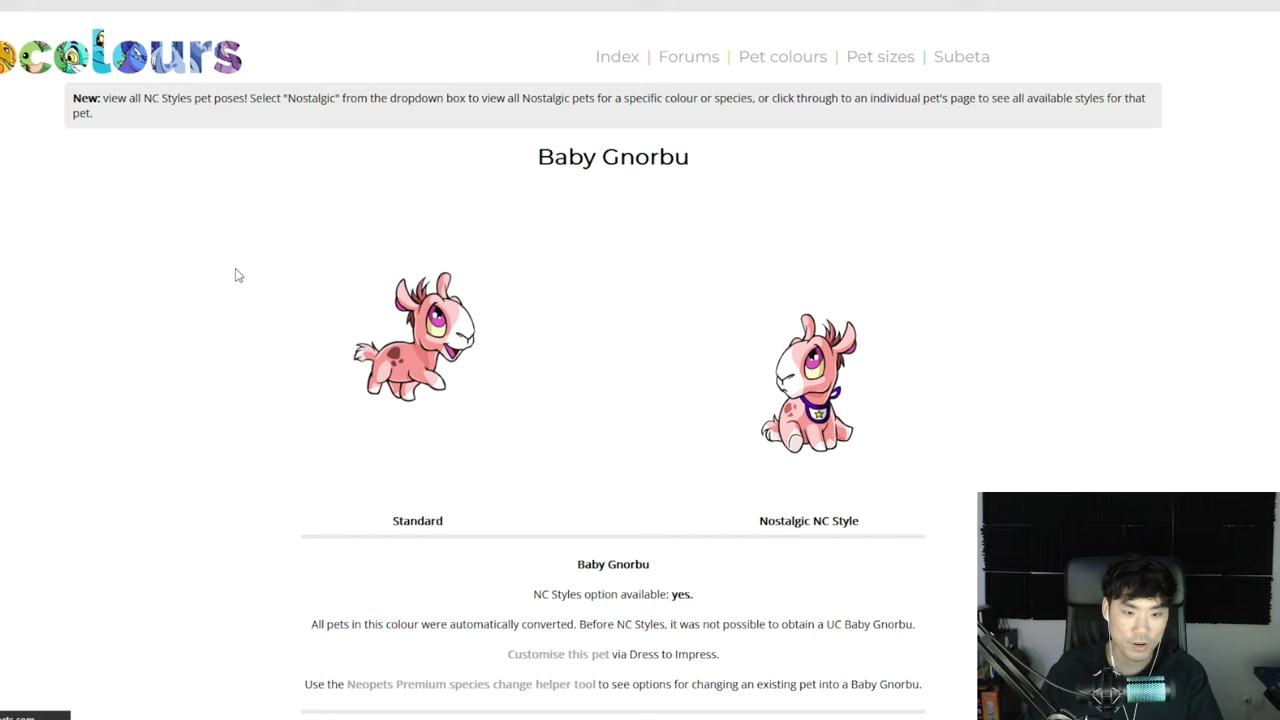 ocolours
Index | Forums | Pet colours | Pet sizes | Subeta
New: view all NC Styles pet poses! Select "Nostalgic" from the dropdown box to view all Nostalgic pets for a specific colour or species, or click through to an individual pet's page to see all available styles for that
pet.
Baby Gnorbu
Standard
Nostalgic NC Style
Baby Gnorbu
NC Styles option available: yes.
All pets in this colour were automatically converted. Before NC Styles, it was not possible to obtain a UC Baby Gnorbu.
Customise this pet via Dress to Impress.
Use the Neopets Premium species change helper tool to see options for changing an existing pet into a Baby Gnorbu.